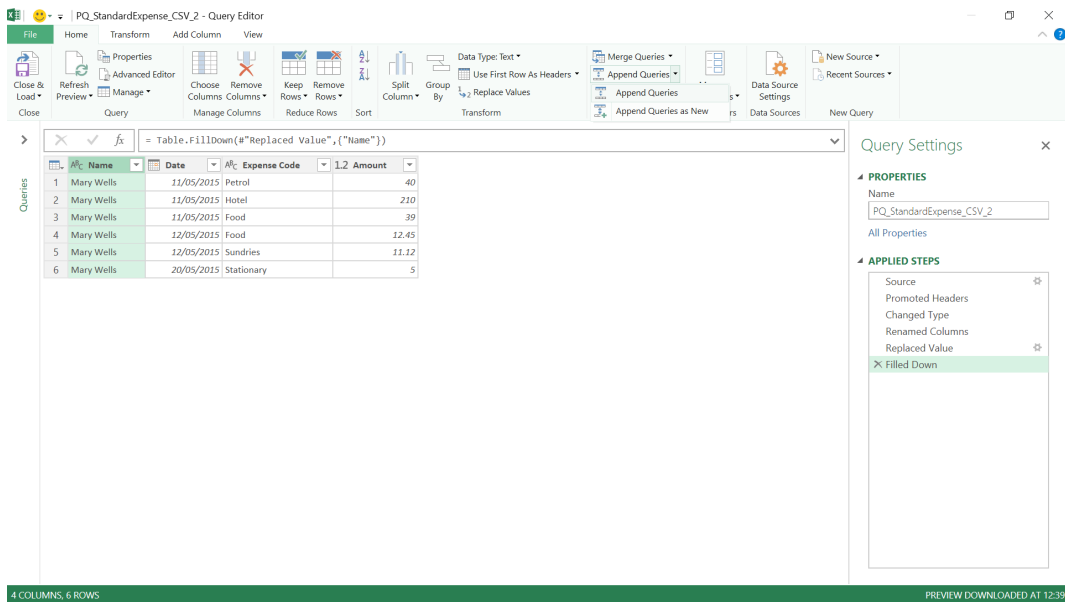 PQ_StandardExpense_CSV_2 - Query Editor
File Home Transform Add Column View
Close & Load
Refresh Preview
Properties
Advanced Editor
Manage
Choose Columns
Remove Columns
Keep Rows
Remove Rows
Split Column
Group By
Data Type: Text
Use First Row As Headers
Replace Values
Merge Queries
Append Queries
Append Queries
Append Queries as New
Data Source Settings
New Source
Recent Sources
Close Query Manage Columns Reduce Rows Sort Transform Data Sources New Query
fx = Table.FillDown(#"Replaced Value",{"Name"})
Queries
ABC Name Date ABC Expense Code 1.2 Amount
1 Mary Wells 11/05/2015 Petrol 40
2 Mary Wells 11/05/2015 Hotel 210
3 Mary Wells 11/05/2015 Food 39
4 Mary Wells 12/05/2015 Food 12.45
5 Mary Wells 12/05/2015 Sundries 11.12
6 Mary Wells 20/05/2015 Stationary 5
Query Settings
PROPERTIES
Name
PQ_StandardExpense_CSV_2
All Properties
APPLIED STEPS
Source
Promoted Headers
Changed Type
Renamed Columns
Replaced Value
Filled Down
4 COLUMNS, 6 ROWS
PREVIEW DOWNLOADED AT 12:39